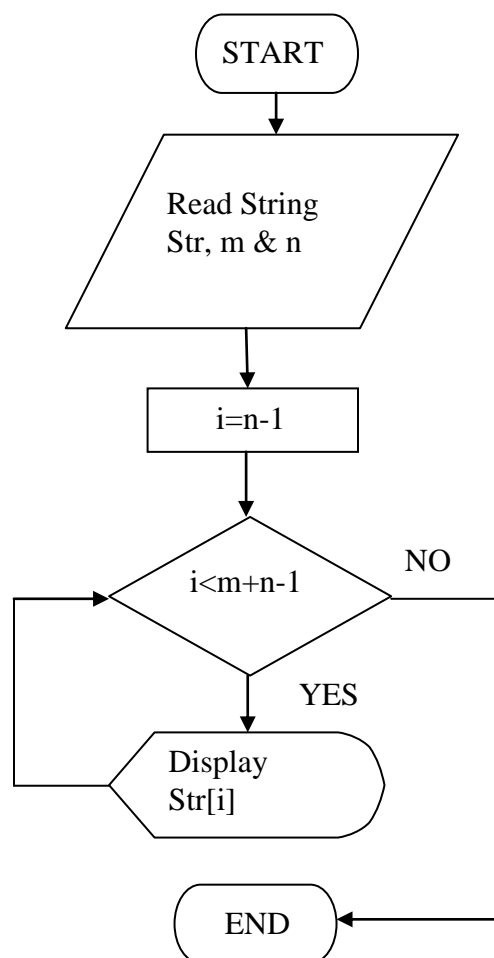 START
Read String
Str, m & n
i=n-1
i<m+n-1
NO
YES
Display
Str[i]
END